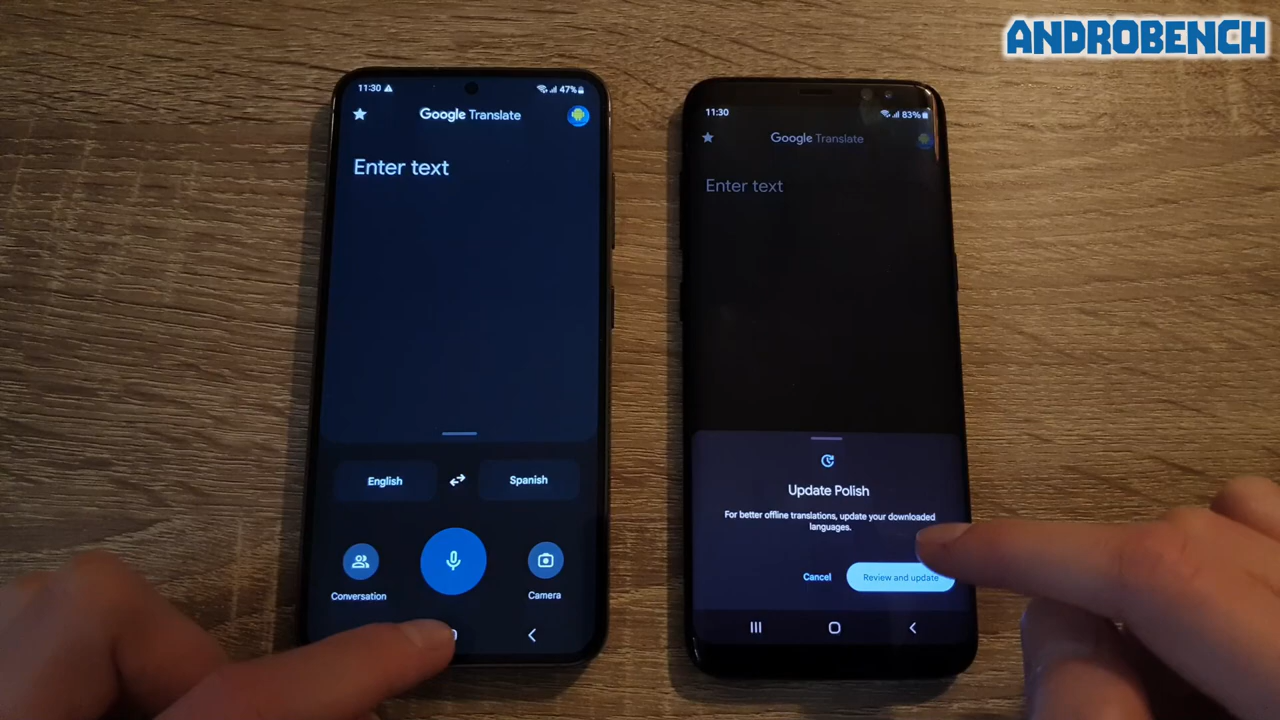 ANDROBENCH
11:30
47%
Google Translate
Enter text
English
Spanish
Conversation
Camera
11:30
83%
Google Translate
Enter text
Update Polish
For better offline translations, update your downloaded
languages.
Cancel
Review and update